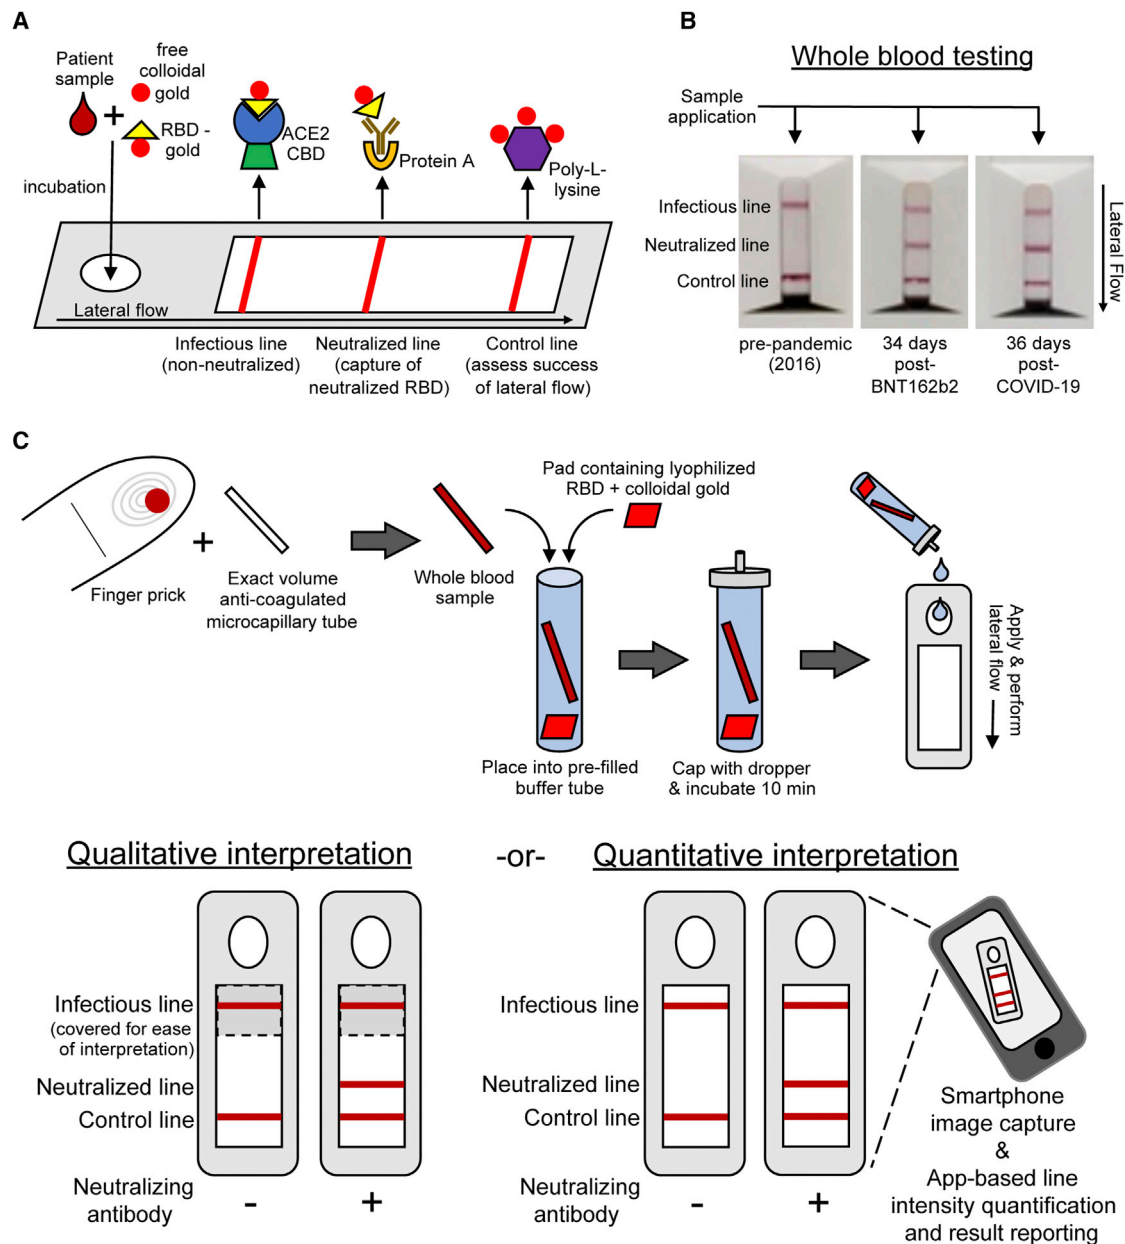 A
Patient
sample
+
free
colloidal
gold
RBD -
gold
incubation
ACE2
CBD
Protein A
Poly-L-
lysine
Lateral flow
Infectious line
(non-neutralized)
Neutralized line
(capture of
neutralized RBD)
Control line
(assess success
of lateral flow)
B
Whole blood testing
Sample
application
Infectious line
Neutralized line
Control line
Lateral Flow
pre-pandemic
(2016)
34 days
post-
BNT162b2
36 days
post-
COVID-19
C
Finger prick
+
Exact volume
anti-coagulated
microcapillary tube
Whole blood
sample
Pad containing lyophilized
RBD + colloidal gold
Place into pre-filled
buffer tube
Cap with dropper
& incubate 10 min
Apply & perform
lateral flow
Qualitative interpretation
-or-
Quantitative interpretation
Infectious line
(covered for ease
of interpretation)
Neutralized line
Control line
Neutralizing
antibody
- +
Infectious line
Neutralized line
Control line
Neutralizing
antibody
- +
Smartphone
image capture
&
App-based line
intensity quantification
and result reporting